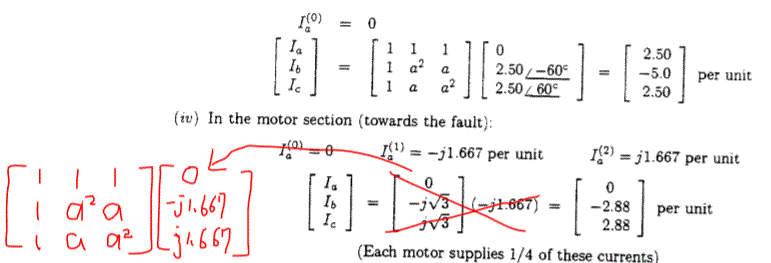 I_a^(0) = 0
[I_a I_b I_c] = [1 1 1; 1 a² a; 1 a a²] [0; 2.50∠-60°; 2.50∠60°] = [2.50; -5.0; 2.50] per unit
(iv) In the motor section (towards the fault):
I_a^(0) = 0 I_a^(1) = -j1.667 per unit I_a^(2) = j1.667 per unit
[1 1 1; 1 a² a; 1 a a²] [0; -j1.667; j1.667]
[I_a I_b I_c] = [0; -j√3; j√3] (-j1.667) = [0; -2.88; 2.88] per unit
(Each motor supplies 1/4 of these currents)